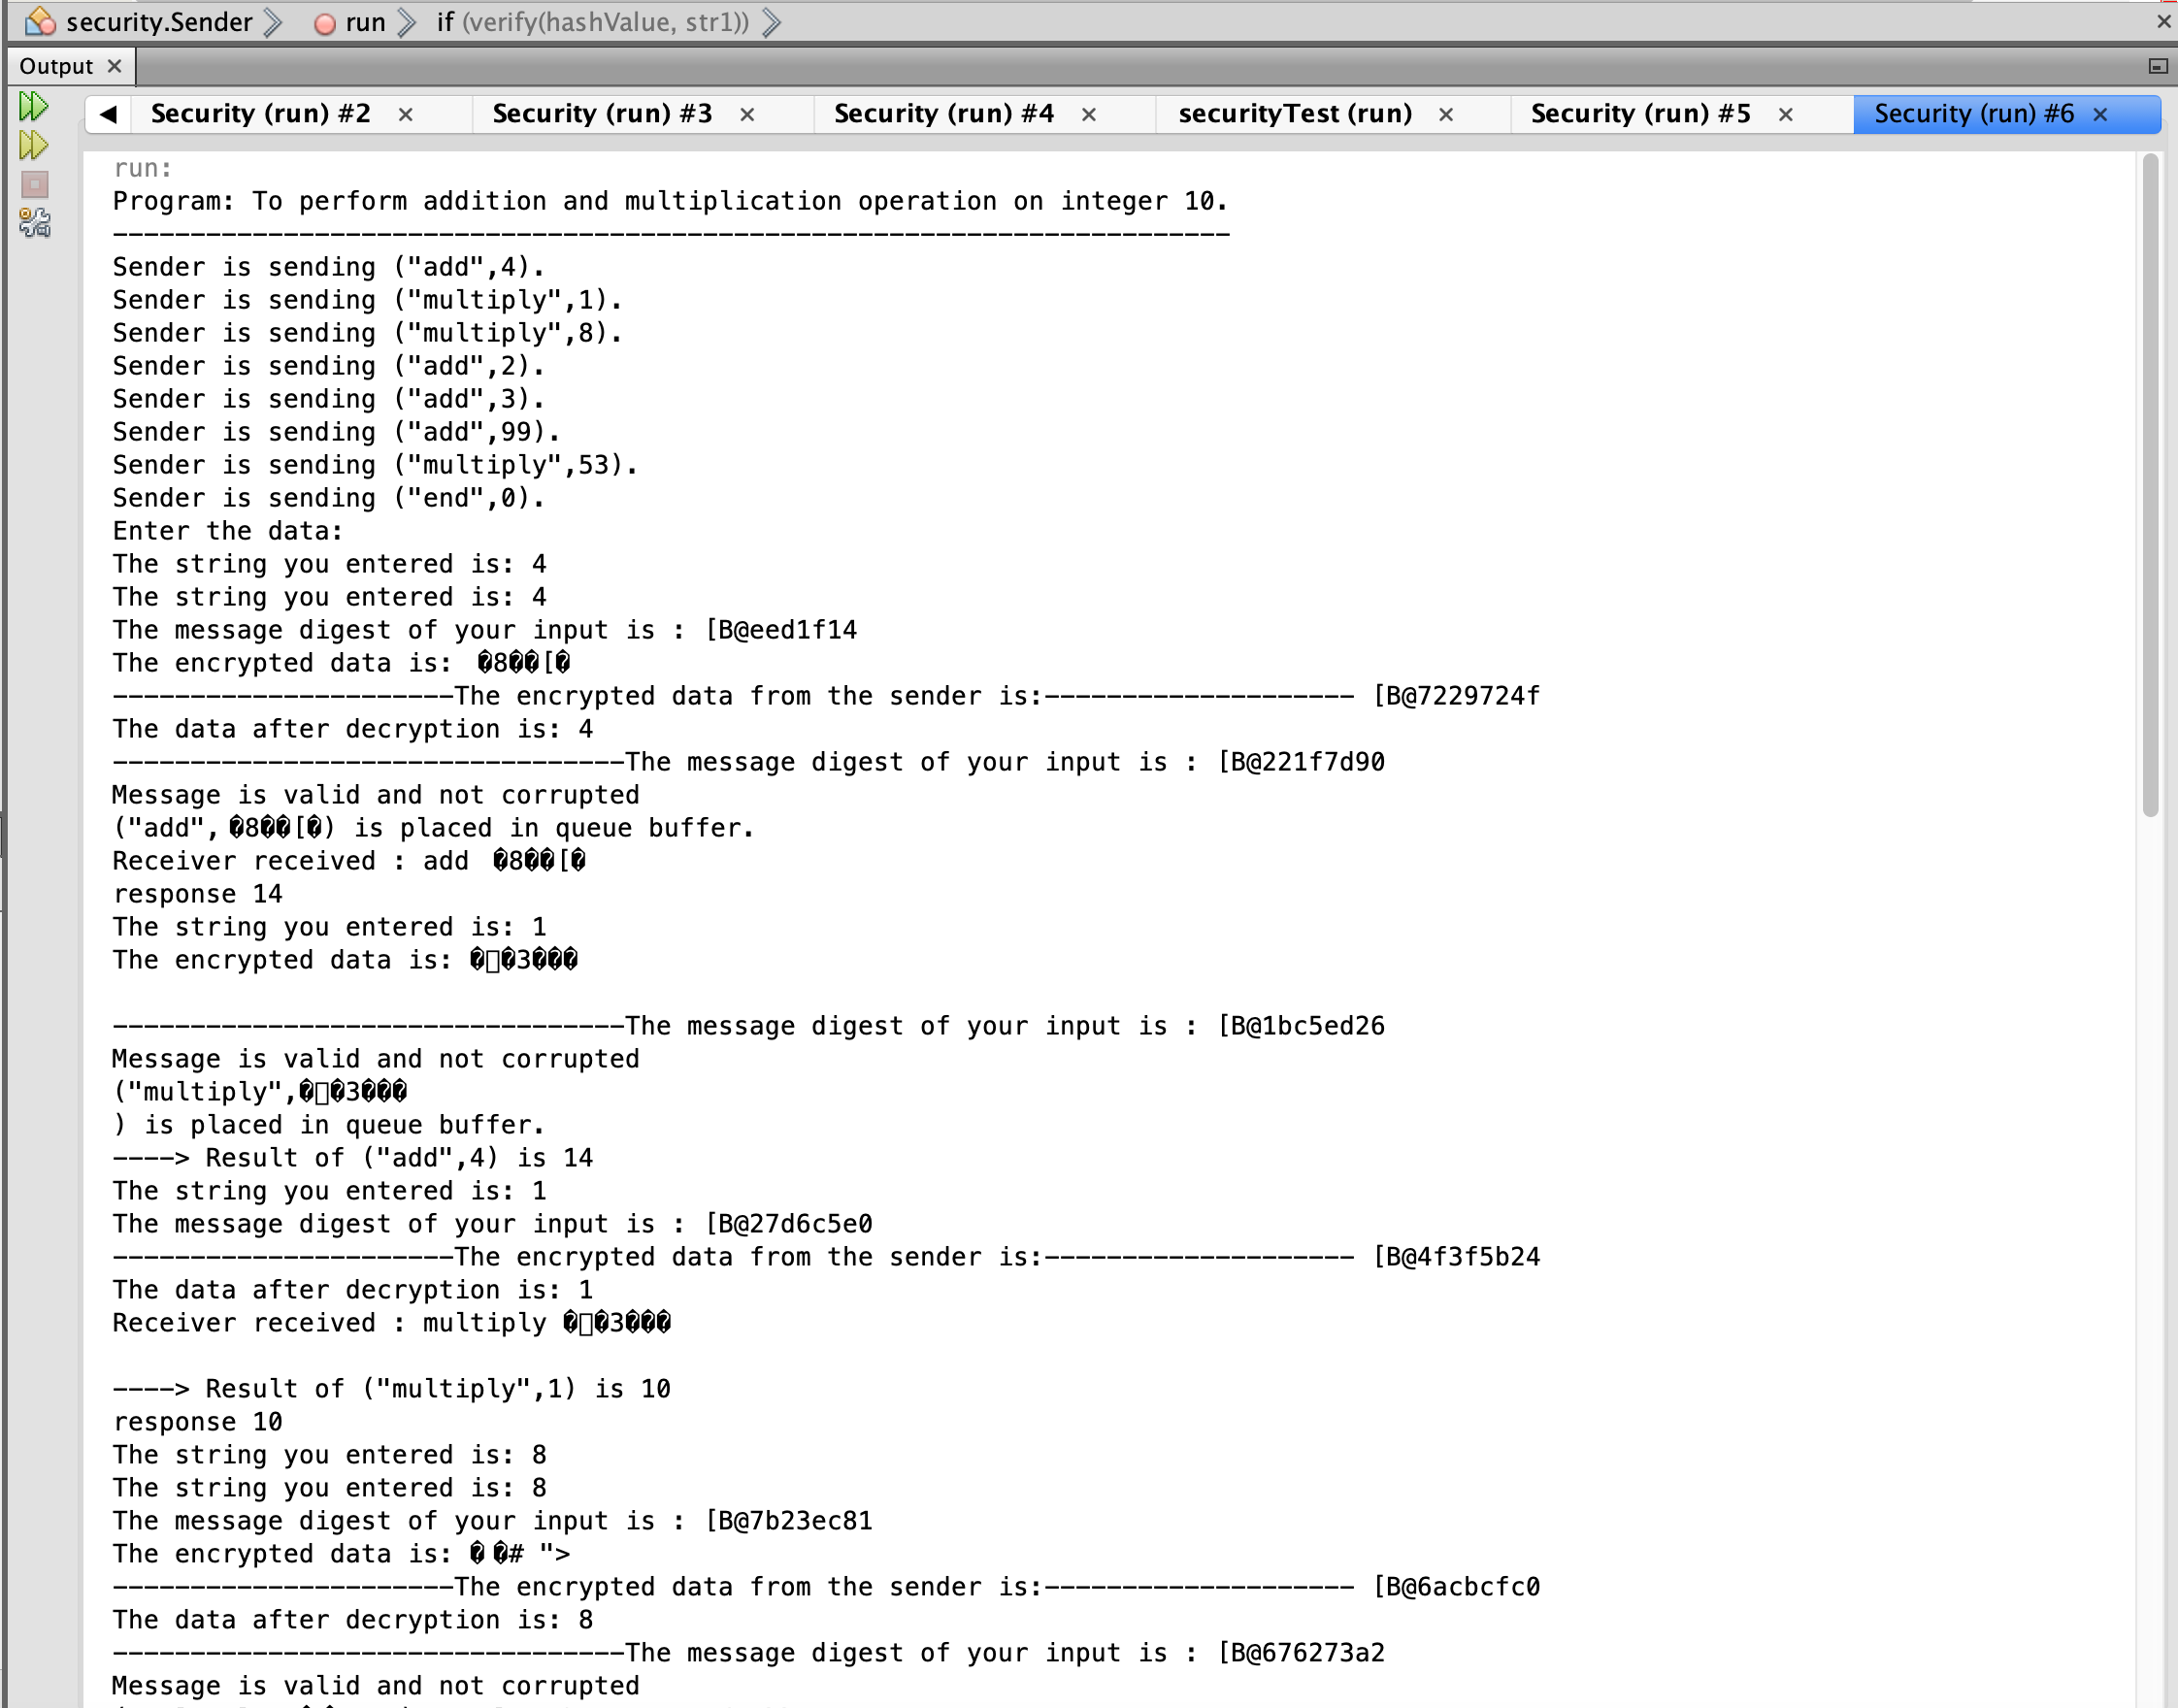 security.Sender run if (verify(hashValue, str1))
Output
Security (run) #2 Security (run) #3 Security (run) #4 securityTest (run) Security (run) #5 Security (run) #6
run:
Program: To perform addition and multiplication operation on integer 10.
------------------------------------------------------------------------
Sender is sending ("add",4).
Sender is sending ("multiply",1).
Sender is sending ("multiply",8).
Sender is sending ("add",2).
Sender is sending ("add",3).
Sender is sending ("add",99).
Sender is sending ("multiply",53).
Sender is sending ("end",0).
Enter the data:
The string you entered is: 4
The string you entered is: 4
The message digest of your input is : [B@eed1f14
The encrypted data is: �8��[�
----------------------The encrypted data from the sender is:-------------------- [B@7229724f
The data after decryption is: 4
---------------------------------The message digest of your input is : [B@221f7d90
Message is valid and not corrupted
("add", �8��[�) is placed in queue buffer.
Receiver received : add �8��[�
response 14
The string you entered is: 1
The encrypted data is: �▯�3���
---------------------------------The message digest of your input is : [B@1bc5ed26
Message is valid and not corrupted
("multiply",�▯�3���
) is placed in queue buffer.
----> Result of ("add",4) is 14
The string you entered is: 1
The message digest of your input is : [B@27d6c5e0
----------------------The encrypted data from the sender is:-------------------- [B@4f3f5b24
The data after decryption is: 1
Receiver received : multiply �▯�3���
----> Result of ("multiply",1) is 10
response 10
The string you entered is: 8
The string you entered is: 8
The message digest of your input is : [B@7b23ec81
The encrypted data is: � �# ">
----------------------The encrypted data from the sender is:-------------------- [B@6acbcfc0
The data after decryption is: 8
---------------------------------The message digest of your input is : [B@676273a2
Message is valid and not corrupted